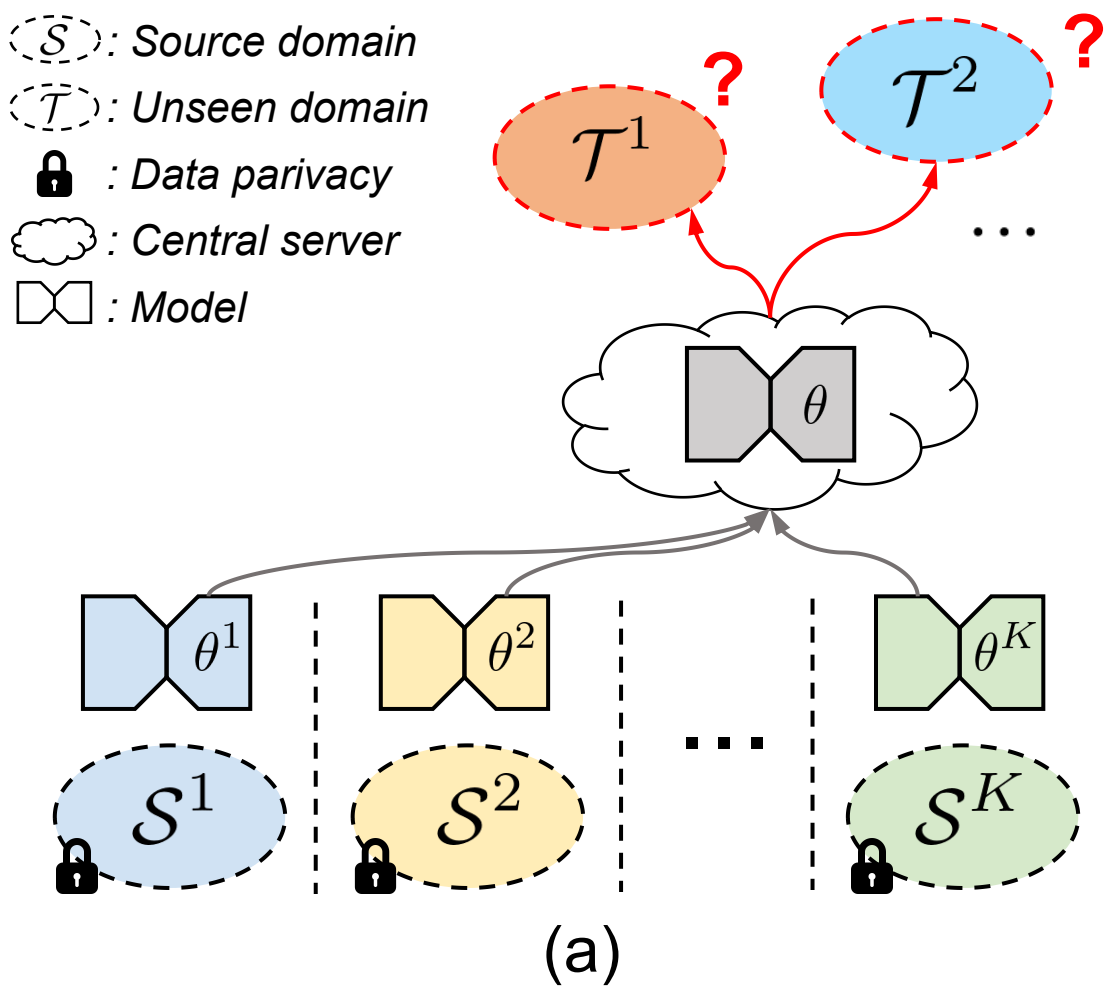 𝒮 : Source domain
𝒯 : Unseen domain
: Data parivacy
: Central server
: Model
𝒯¹ ?
𝒯² ?
...
θ
θ¹ θ² θᴷ
...
𝒮¹ 𝒮² 𝒮ᴷ
(a)